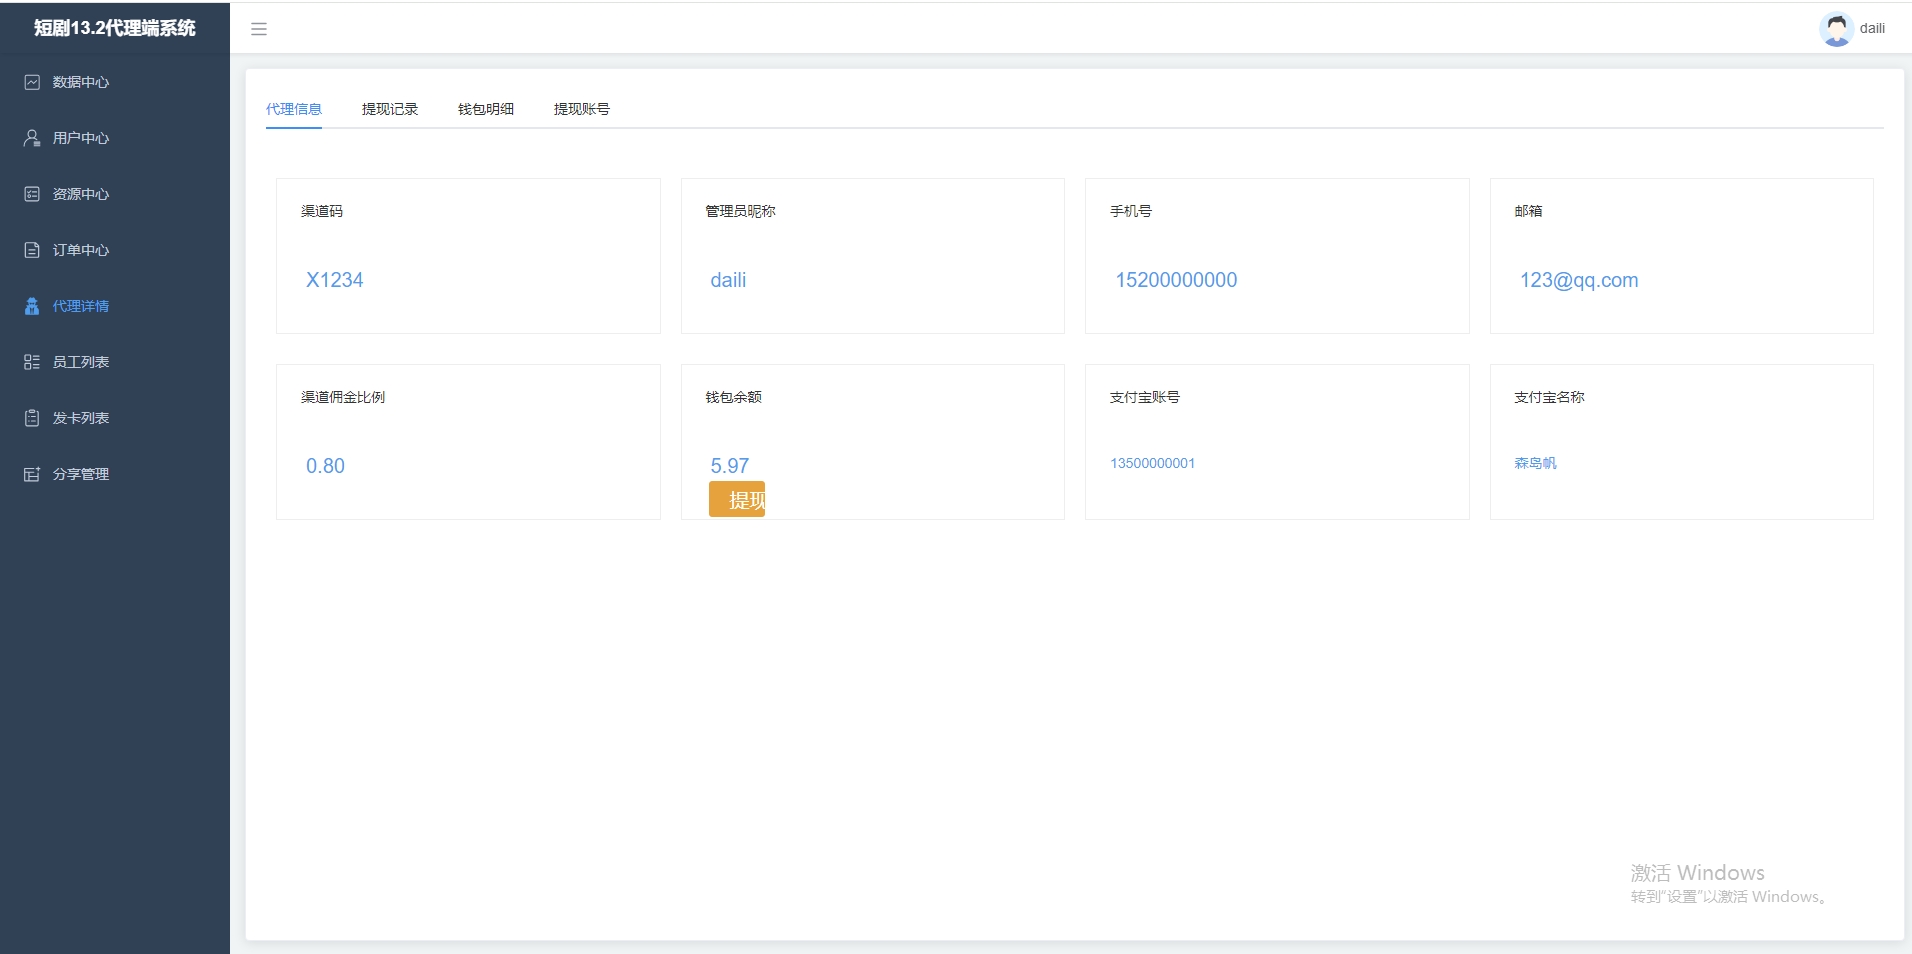 短剧13.2代理端系统
daili
数据中心
用户中心
资源中心
订单中心
代理详情
员工列表
发卡列表
分享管理
代理信息 提现记录 钱包明细 提现账号
渠道码 管理员昵称 手机号 邮箱
X1234 daili 15200000000 123@qq.com
渠道佣金比例 钱包余额 支付宝账号 支付宝名称
0.80 5.97 13500000001 森岛帆
提现
激活 Windows
转到"设置"以激活 Windows。